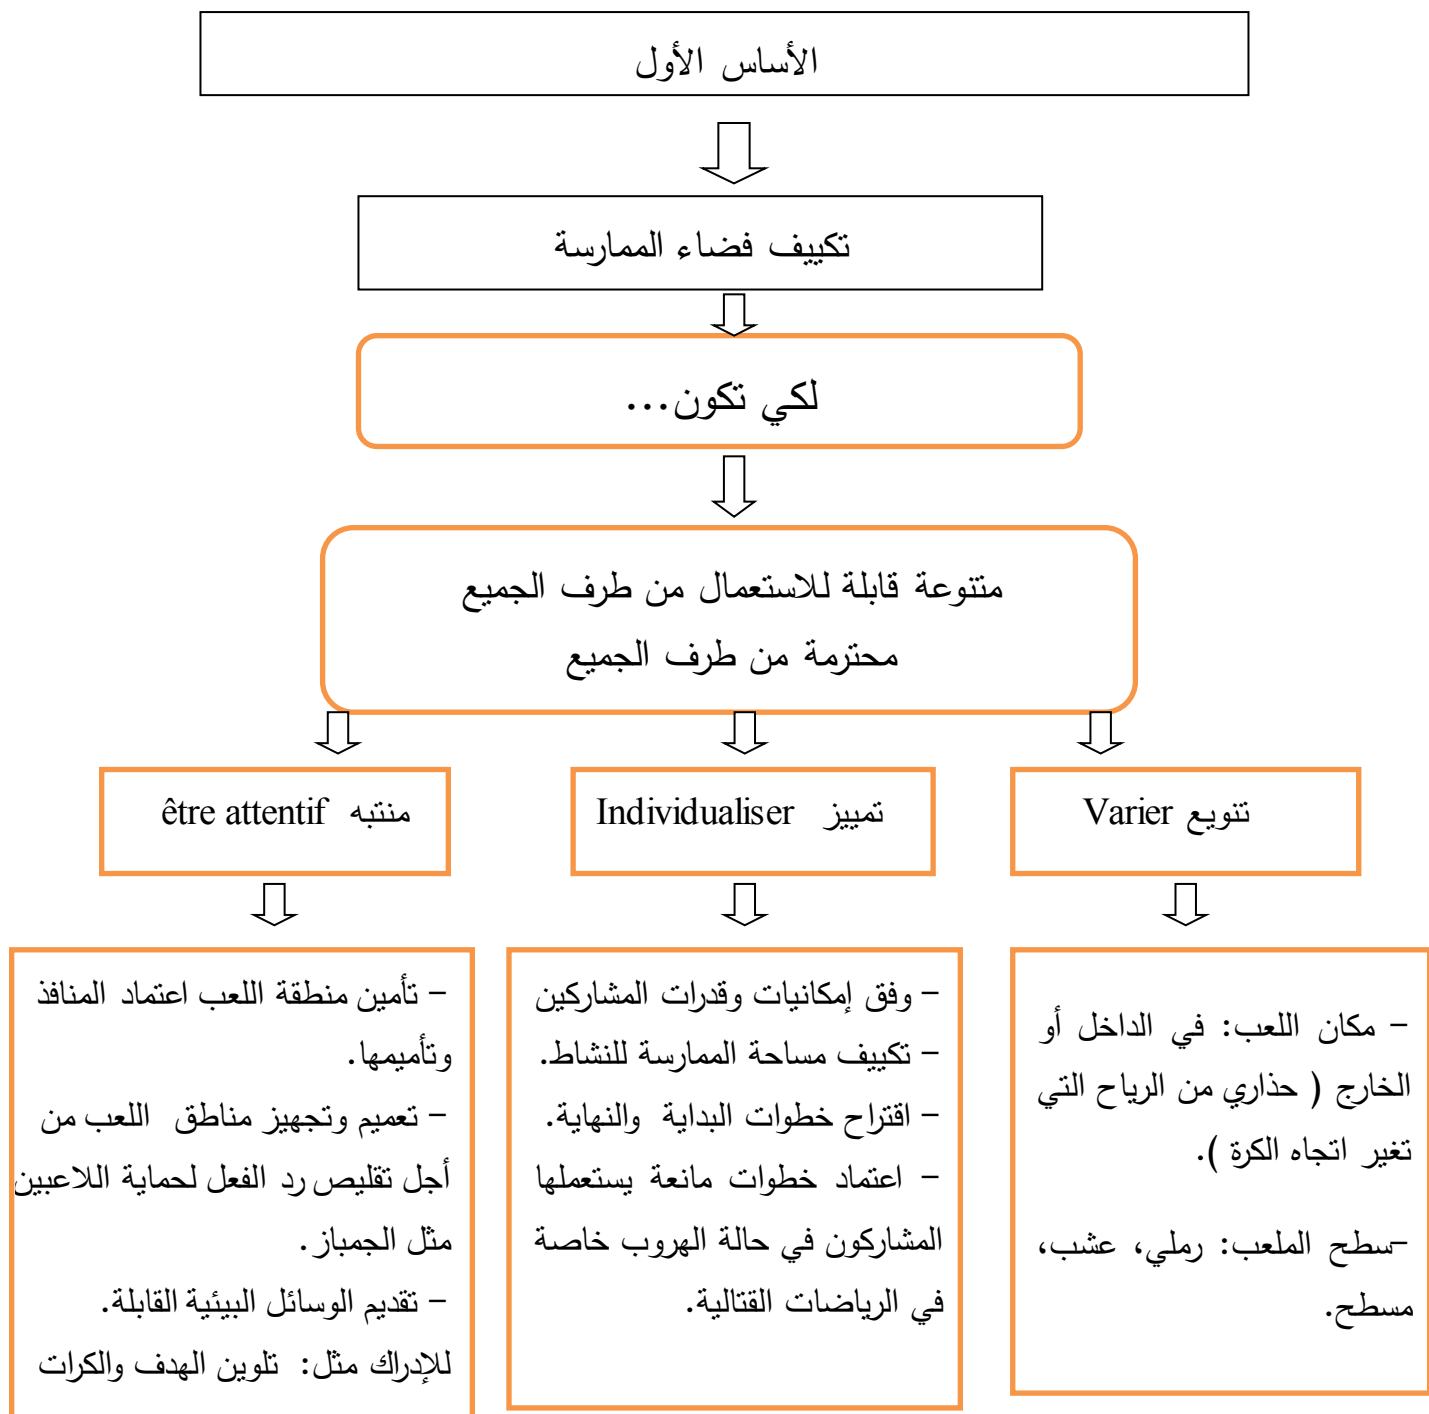 الأساس الأول
تكييف فضاء الممارسة
لكي تكون...
متنوعة قابلة للاستعمال من طرف الجميع
محترمة من طرف الجميع
تنويع Varier
تمييز Individualiser
منتبه être attentif
– مكان اللعب: في الداخل أو
الخارج ( حذاري من الرياح التي
تغير اتجاه الكرة ).
–سطح الملعب: رملي، عشب،
مسطح.
– وفق إمكانيات وقدرات المشاركين
– تكييف مساحة الممارسة للنشاط.
– اقتراح خطوات البداية والنهاية.
– اعتماد خطوات مانعة يستعملها
المشاركون في حالة الهروب خاصة
في الرياضات القتالية.
– تأمين منطقة اللعب اعتماد المنافذ
وتأميمها.
– تعميم وتجهيز مناطق اللعب من
أجل تقليص رد الفعل لحماية اللاعبين
مثل الجمباز.
– تقديم الوسائل البيئية القابلة.
للإدراك مثل: تلوين الهدف والكرات